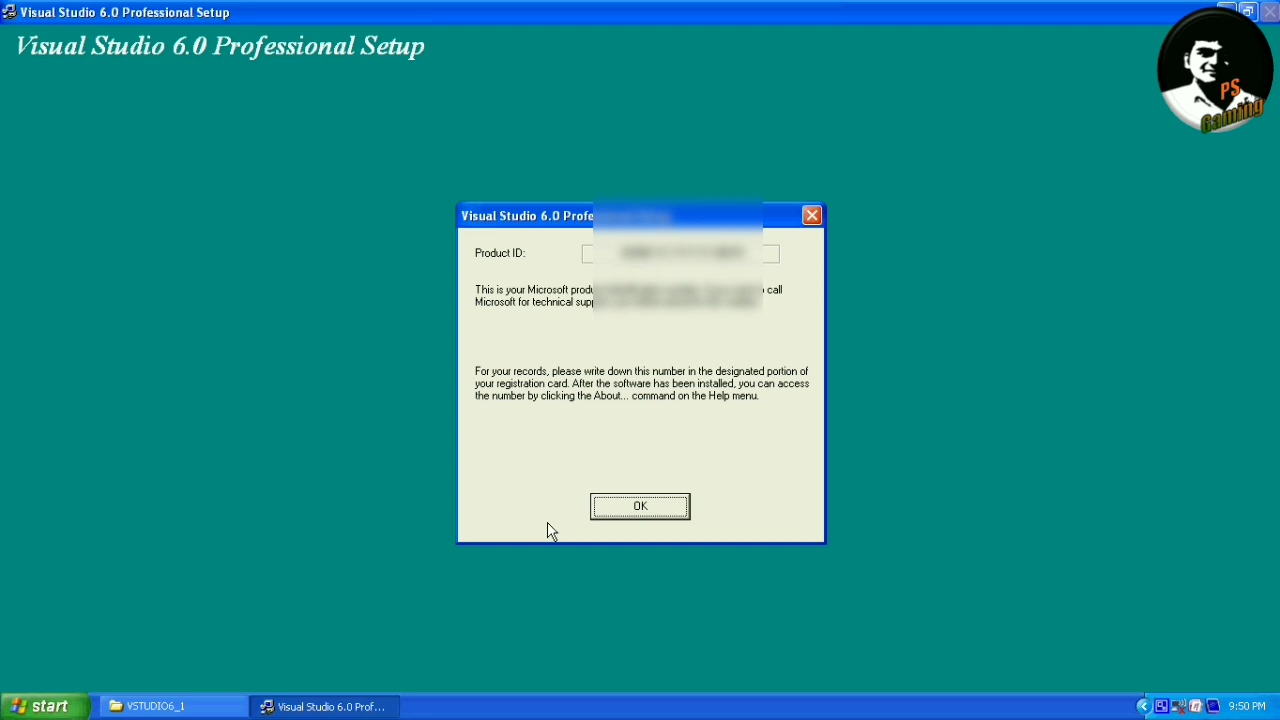 Visual Studio 6.0 Professional Setup
Visual Studio 6.0 Professional Setup
PS
Gaming
Visual Studio 6.0 Profe
Product ID:
This is your Microsoft call
Microsoft for technical
For your records, please write down this number in the designated portion of
your registration card. After the software has been installed, you can access
the number by clicking the About... command on the Help menu.
OK
start
VSTUDIO6_1
Visual Studio 6.0 Prof...
9:50 PM